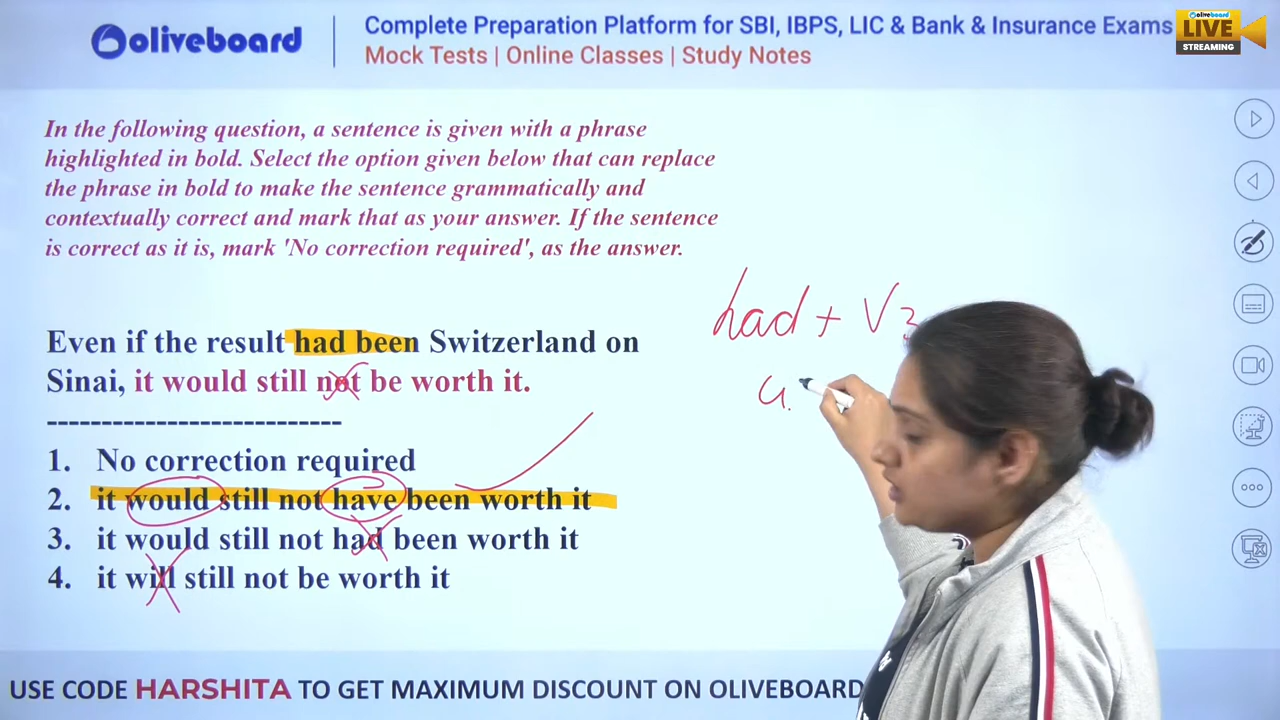 oliveboard
Complete Preparation Platform for SBI, IBPS, LIC & Bank & Insurance Exams
Mock Tests | Online Classes | Study Notes
oliveboard
LIVE
STREAMING
In the following question, a sentence is given with a phrase
highlighted in bold. Select the option given below that can replace
the phrase in bold to make the sentence grammatically and
contextually correct and mark that as your answer. If the sentence
is correct as it is, mark 'No correction required', as the answer.
had + V3
Even if the result had been Switzerland on
Sinai, it would still not be worth it.
---------------------------
1. No correction required
2. it would still not have been worth it
3. it would still not had been worth it
4. it will still not be worth it
USE CODE HARSHITA TO GET MAXIMUM DISCOUNT ON OLIVEBOARD